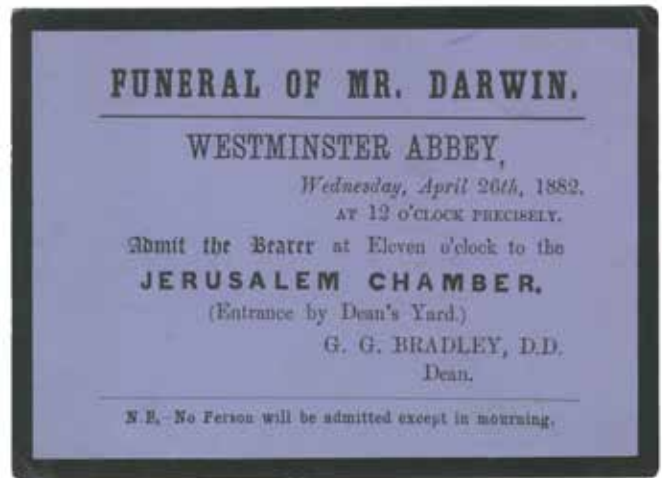 FUNERAL OF MR. DARWIN.
WESTMINSTER ABBEY,
Wednesday, April 26th, 1882.
AT 12 O'CLOCK PRECISELY.
Admit the Bearer at Eleven o'clock to the
JERUSALEM CHAMBER.
(Entrance by Dean's Yard.)
G. G. BRADLEY, D.D.
Dean.
N.B.—No Person will be admitted except in mourning.